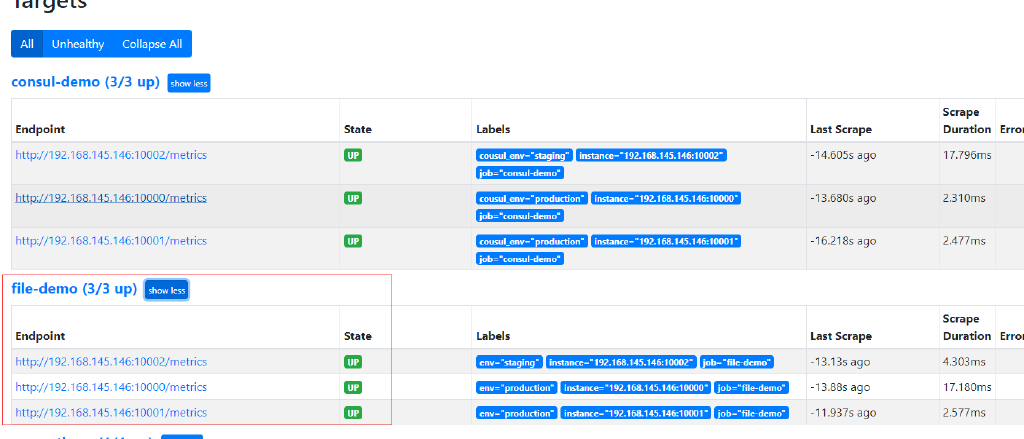 Targets
All Unhealthy Collapse All
consul-demo (3/3 up) show less
Endpoint State Labels Last Scrape Scrape Duration Error
http://192.168.145.146:10002/metrics UP cousul_env="staging" instance="192.168.145.146:10002" -14.605s ago 17.796ms
job="consul-demo"
http://192.168.145.146:10000/metrics UP cousul_env="production" instance="192.168.145.146:10000" -13.680s ago 2.310ms
job="consul-demo"
http://192.168.145.146:10001/metrics UP cousul_env="production" instance="192.168.145.146:10001" -16.218s ago 2.477ms
job="consul-demo"
file-demo (3/3 up) show less
Endpoint State Labels Last Scrape Scrape Duration Error
http://192.168.145.146:10002/metrics UP env="staging" instance="192.168.145.146:10002" job="file-demo" -13.13s ago 4.303ms
http://192.168.145.146:10000/metrics UP env="production" instance="192.168.145.146:10000" job="file-demo" -13.88s ago 17.180ms
http://192.168.145.146:10001/metrics UP env="production" instance="192.168.145.146:10001" job="file-demo" -11.937s ago 2.577ms